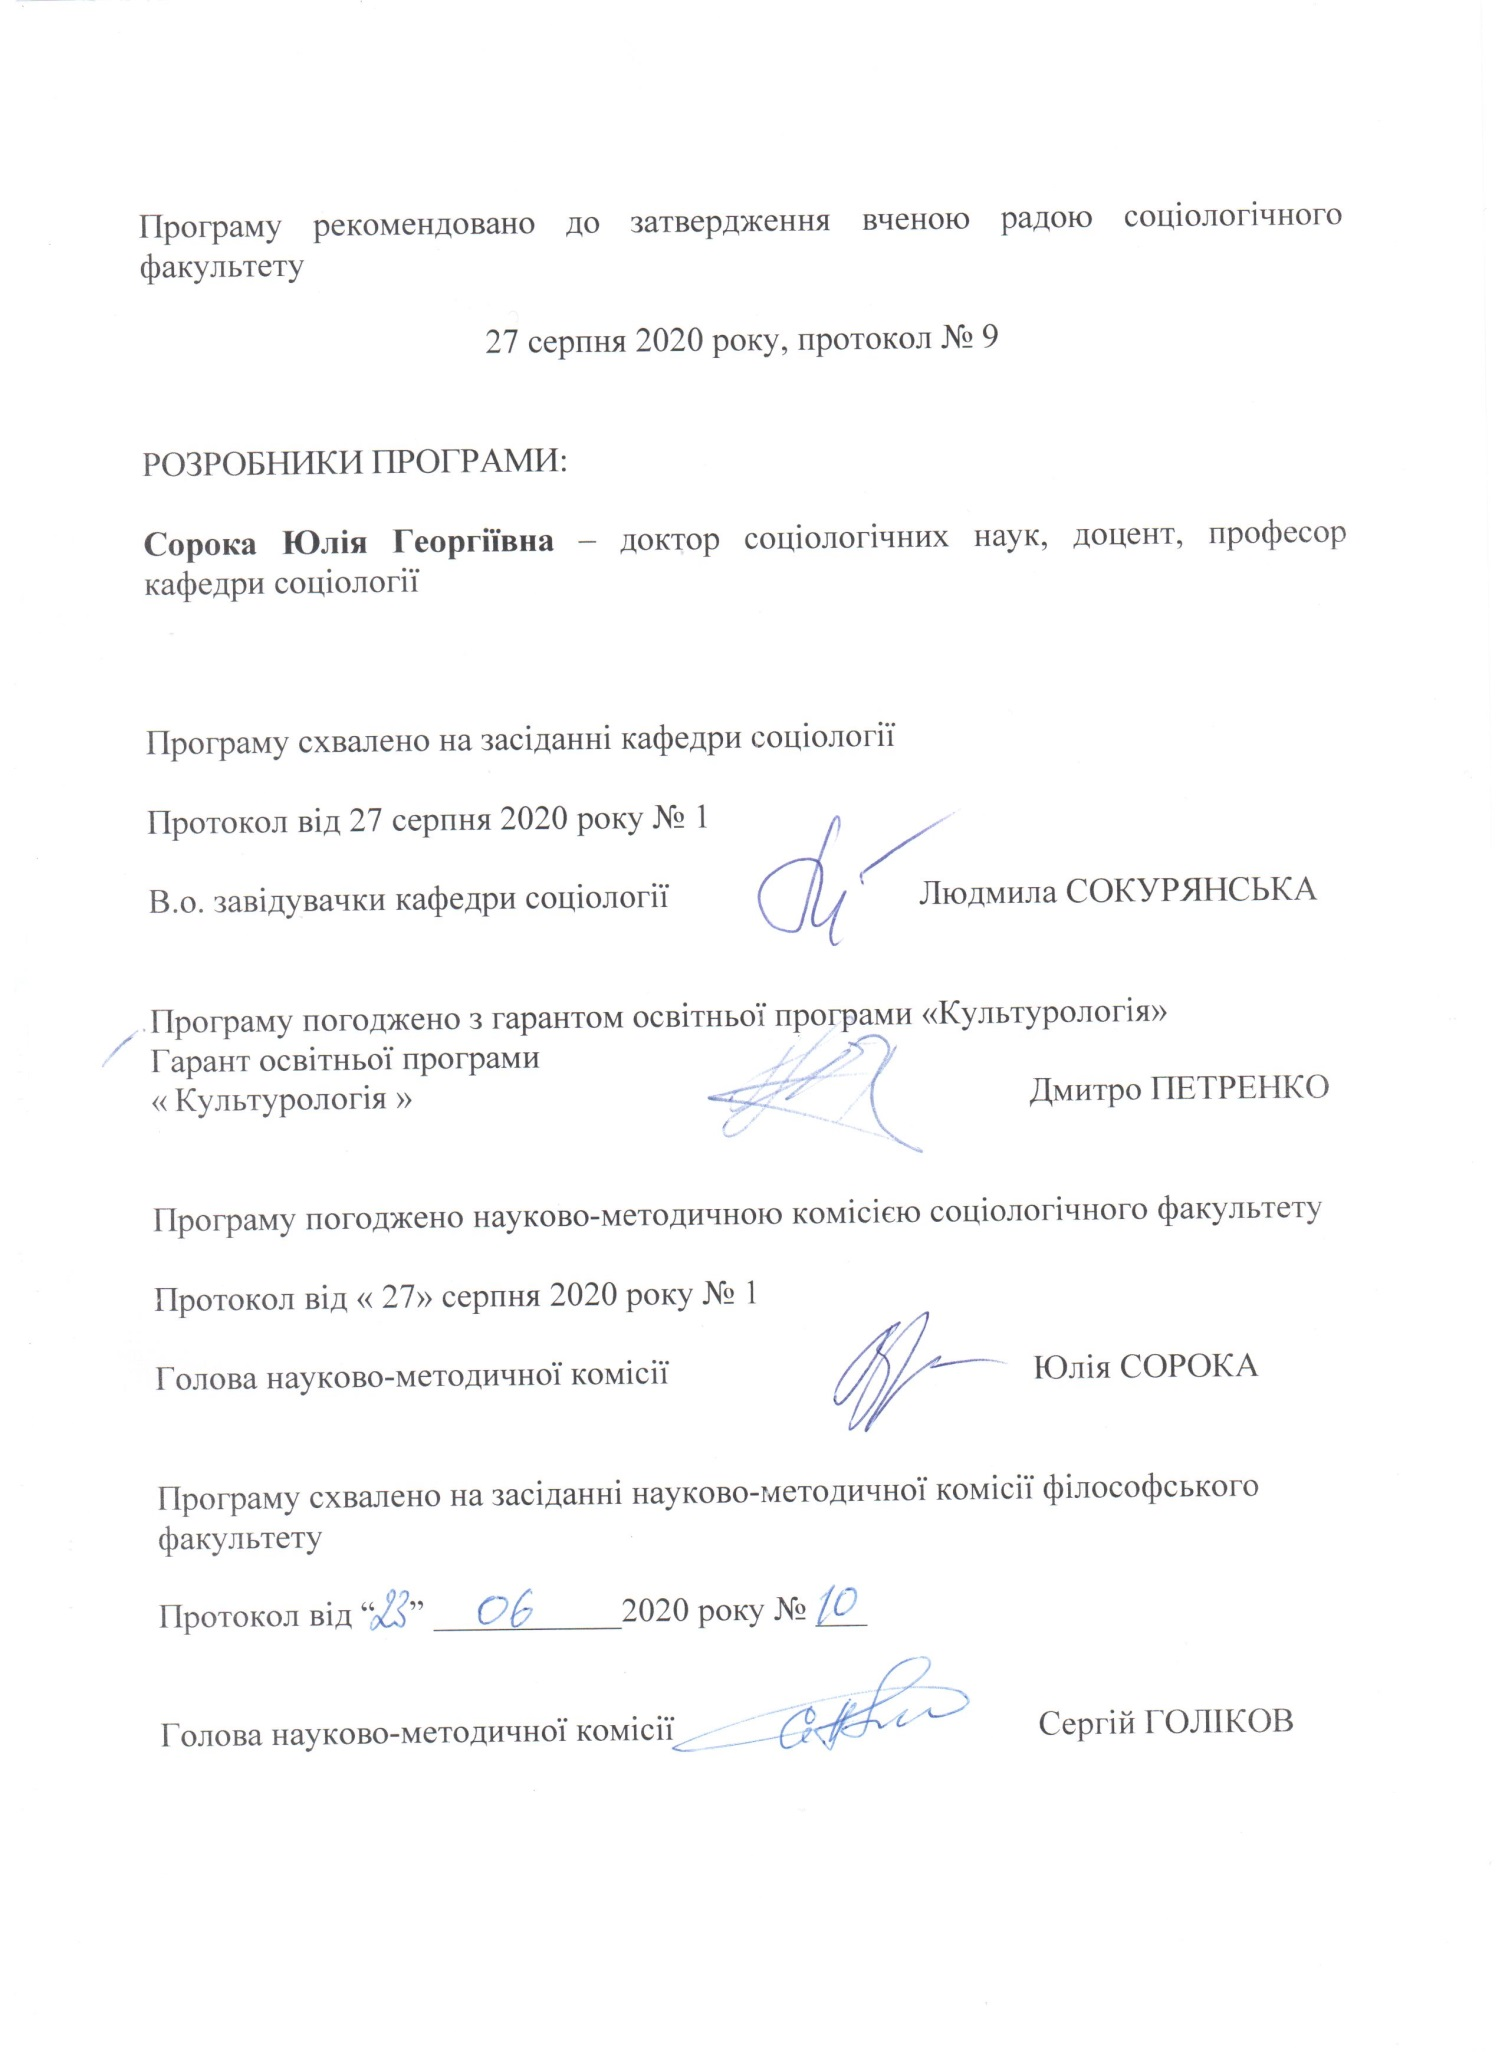 Програму рекомендовано до затвердження вченою радою соціологічного
факультету
27 серпня 2020 року, протокол № 9
РОЗРОБНИКИ ПРОГРАМИ:
Сорока Юлія Георгіївна – доктор соціологічних наук, доцент, професор
кафедри соціології
Програму схвалено на засіданні кафедри соціології
Протокол від 27 серпня 2020 року № 1
В.о. завідувачки кафедри соціології Людмила СОКУРЯНСЬКА
Програму погоджено з гарантом освітньої програми «Культурологія»
Гарант освітньої програми
« Культурологія » Дмитро ПЕТРЕНКО
Програму погоджено науково-методичною комісією соціологічного факультету
Протокол від « 27» серпня 2020 року № 1
Голова науково-методичної комісії Юлія СОРОКА
Програму схвалено на засіданні науково-методичної комісії філософського
факультету
Протокол від “23” 06 2020 року № 10
Голова науково-методичної комісії Сергій ГОЛІКОВ